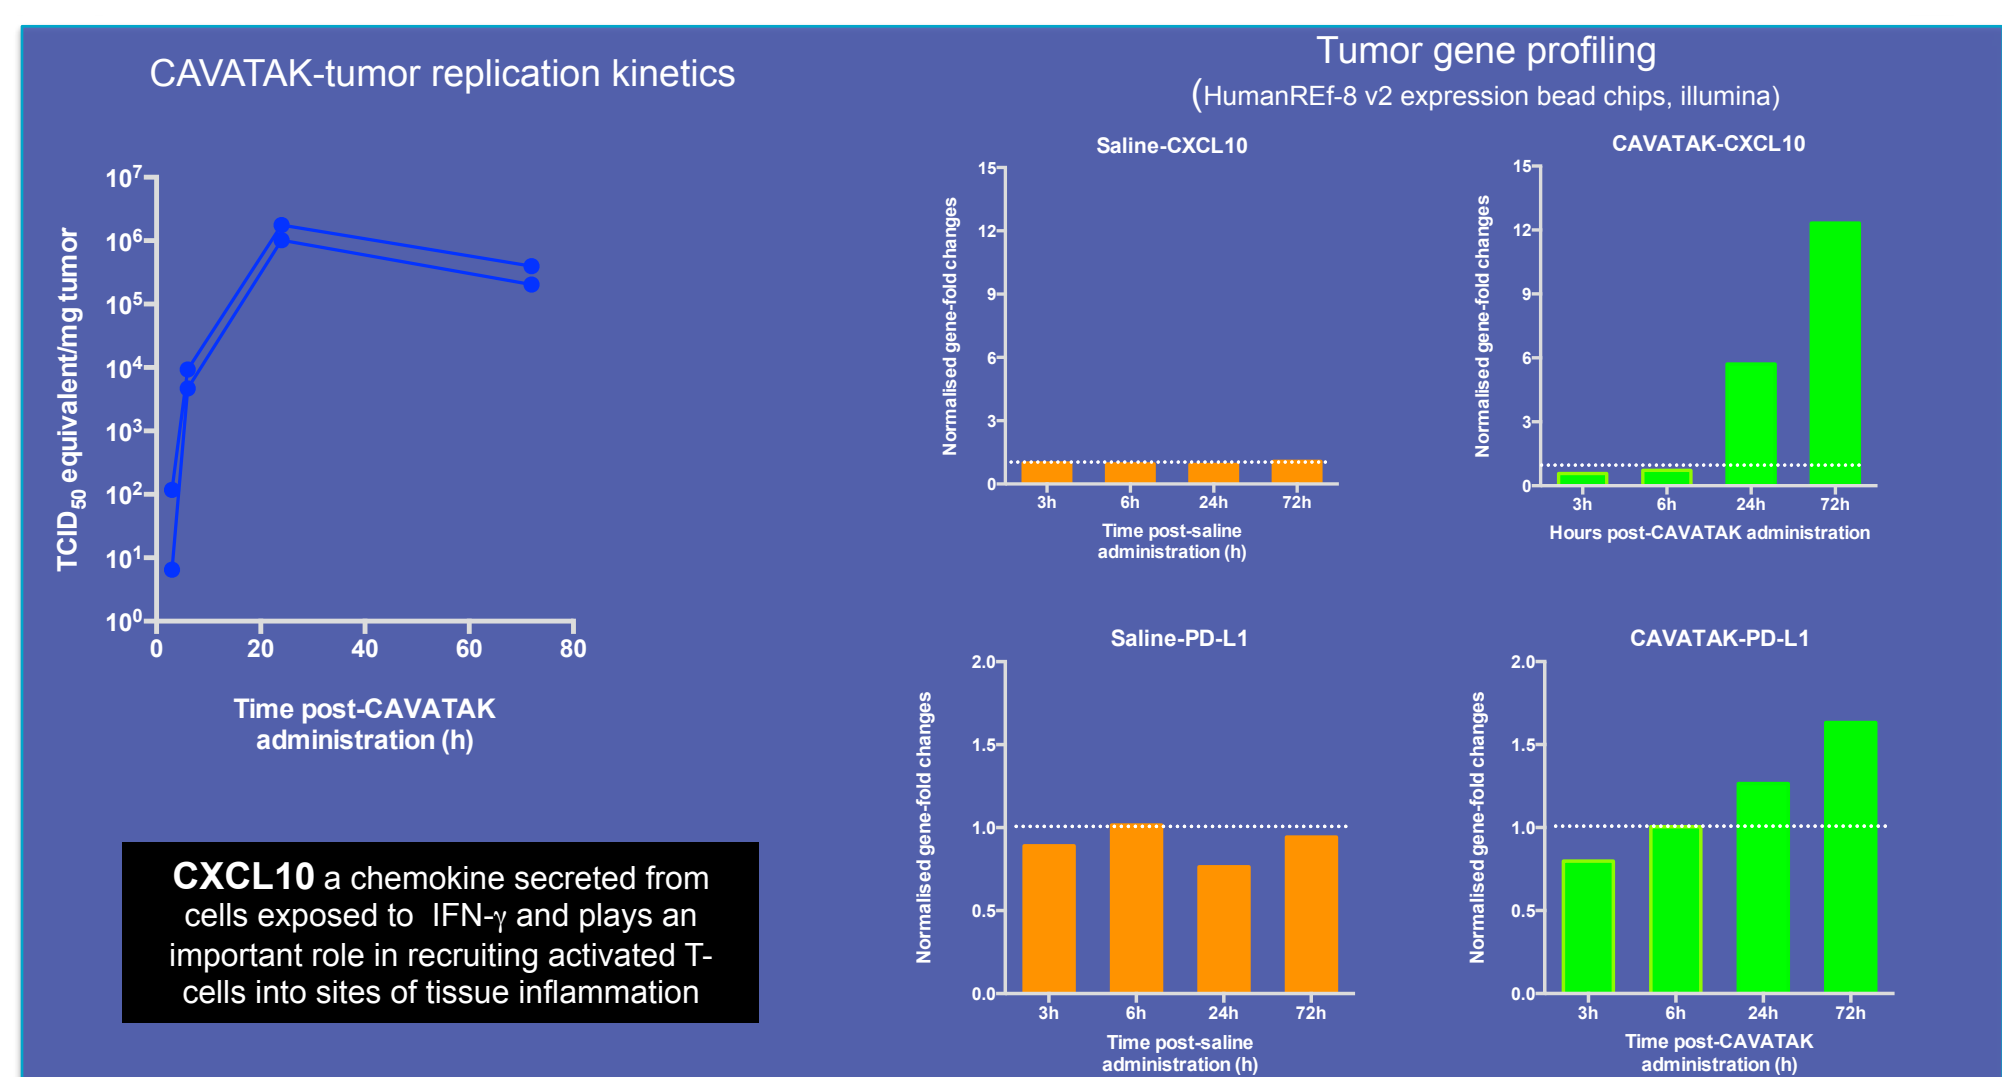 CAVATAK-tumor replication kinetics
10^7
10^6
10^5
10^4
10^3
10^2
10^1
10^0
0 20 40 60 80
TCID50 equivalent/mg tumor
Time post-CAVATAK
administration (h)
CXCL10 a chemokine secreted from
cells exposed to IFN-γ and plays an
important role in recruiting activated T-
cells into sites of tissue inflammation
Tumor gene profiling
(HumanREf-8 v2 expression bead chips, illumina)
Saline-CXCL10
15
12
9
6
3
0
Normalised gene-fold changes
3h 6h 24h 72h
Time post-saline
administration (h)
CAVATAK-CXCL10
15
12
9
6
3
0
Normalised gene-fold changes
3h 6h 24h 72h
Hours post-CAVATAK administration
Saline-PD-L1
2.0
1.5
1.0
0.5
0.0
Normalised gene-fold changes
3h 6h 24h 72h
Time post-saline
administration (h)
CAVATAK-PD-L1
2.0
1.5
1.0
0.5
0.0
Normalised gene-fold changes
3h 6h 24h 72h
Time post-CAVATAK
administration (h)